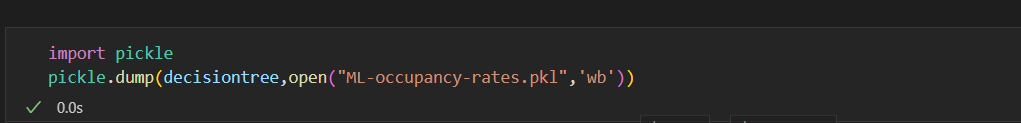 import pickle
pickle.dump(decisiontree,open("ML-occupancy-rates.pkl",'wb'))
0.0s